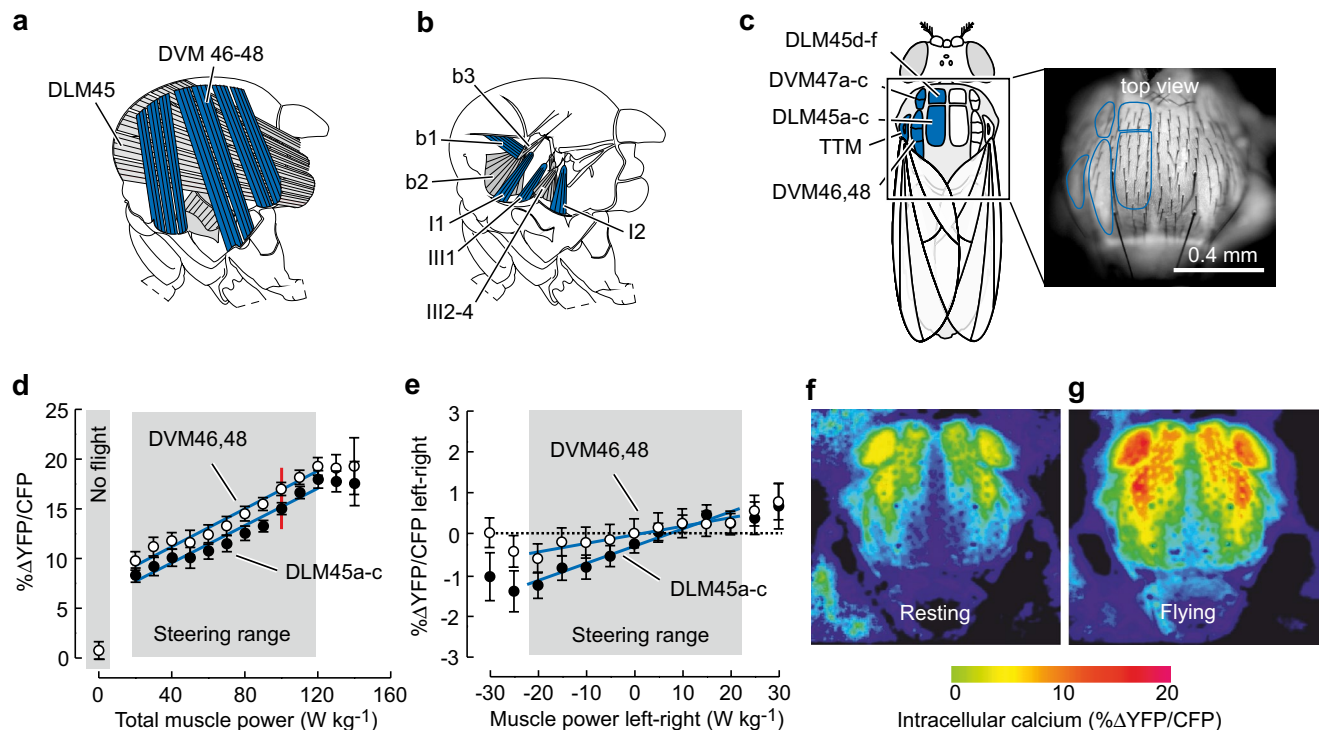 a
DVM 46-48
DLM45
b
b3
b1
b2
I1
III1
III2-4
I2
c
DLM45d-f
DVM47a-c
DLM45a-c
TTM
DVM46,48
top view
0.4 mm
d
%ΔYFP/CFP
25
20
15
10
5
0
No flight
DVM46,48
DLM45a-c
Steering range
0 40 80 120 160
Total muscle power (W kg-1)
e
%ΔYFP/CFP left-right
3
2
1
0
-1
-2
-3
DVM46,48
DLM45a-c
Steering range
-30 -20 -10 0 10 20 30
Muscle power left-right (W kg-1)
f
Resting
g
Flying
0 10 20
Intracellular calcium (%ΔYFP/CFP)